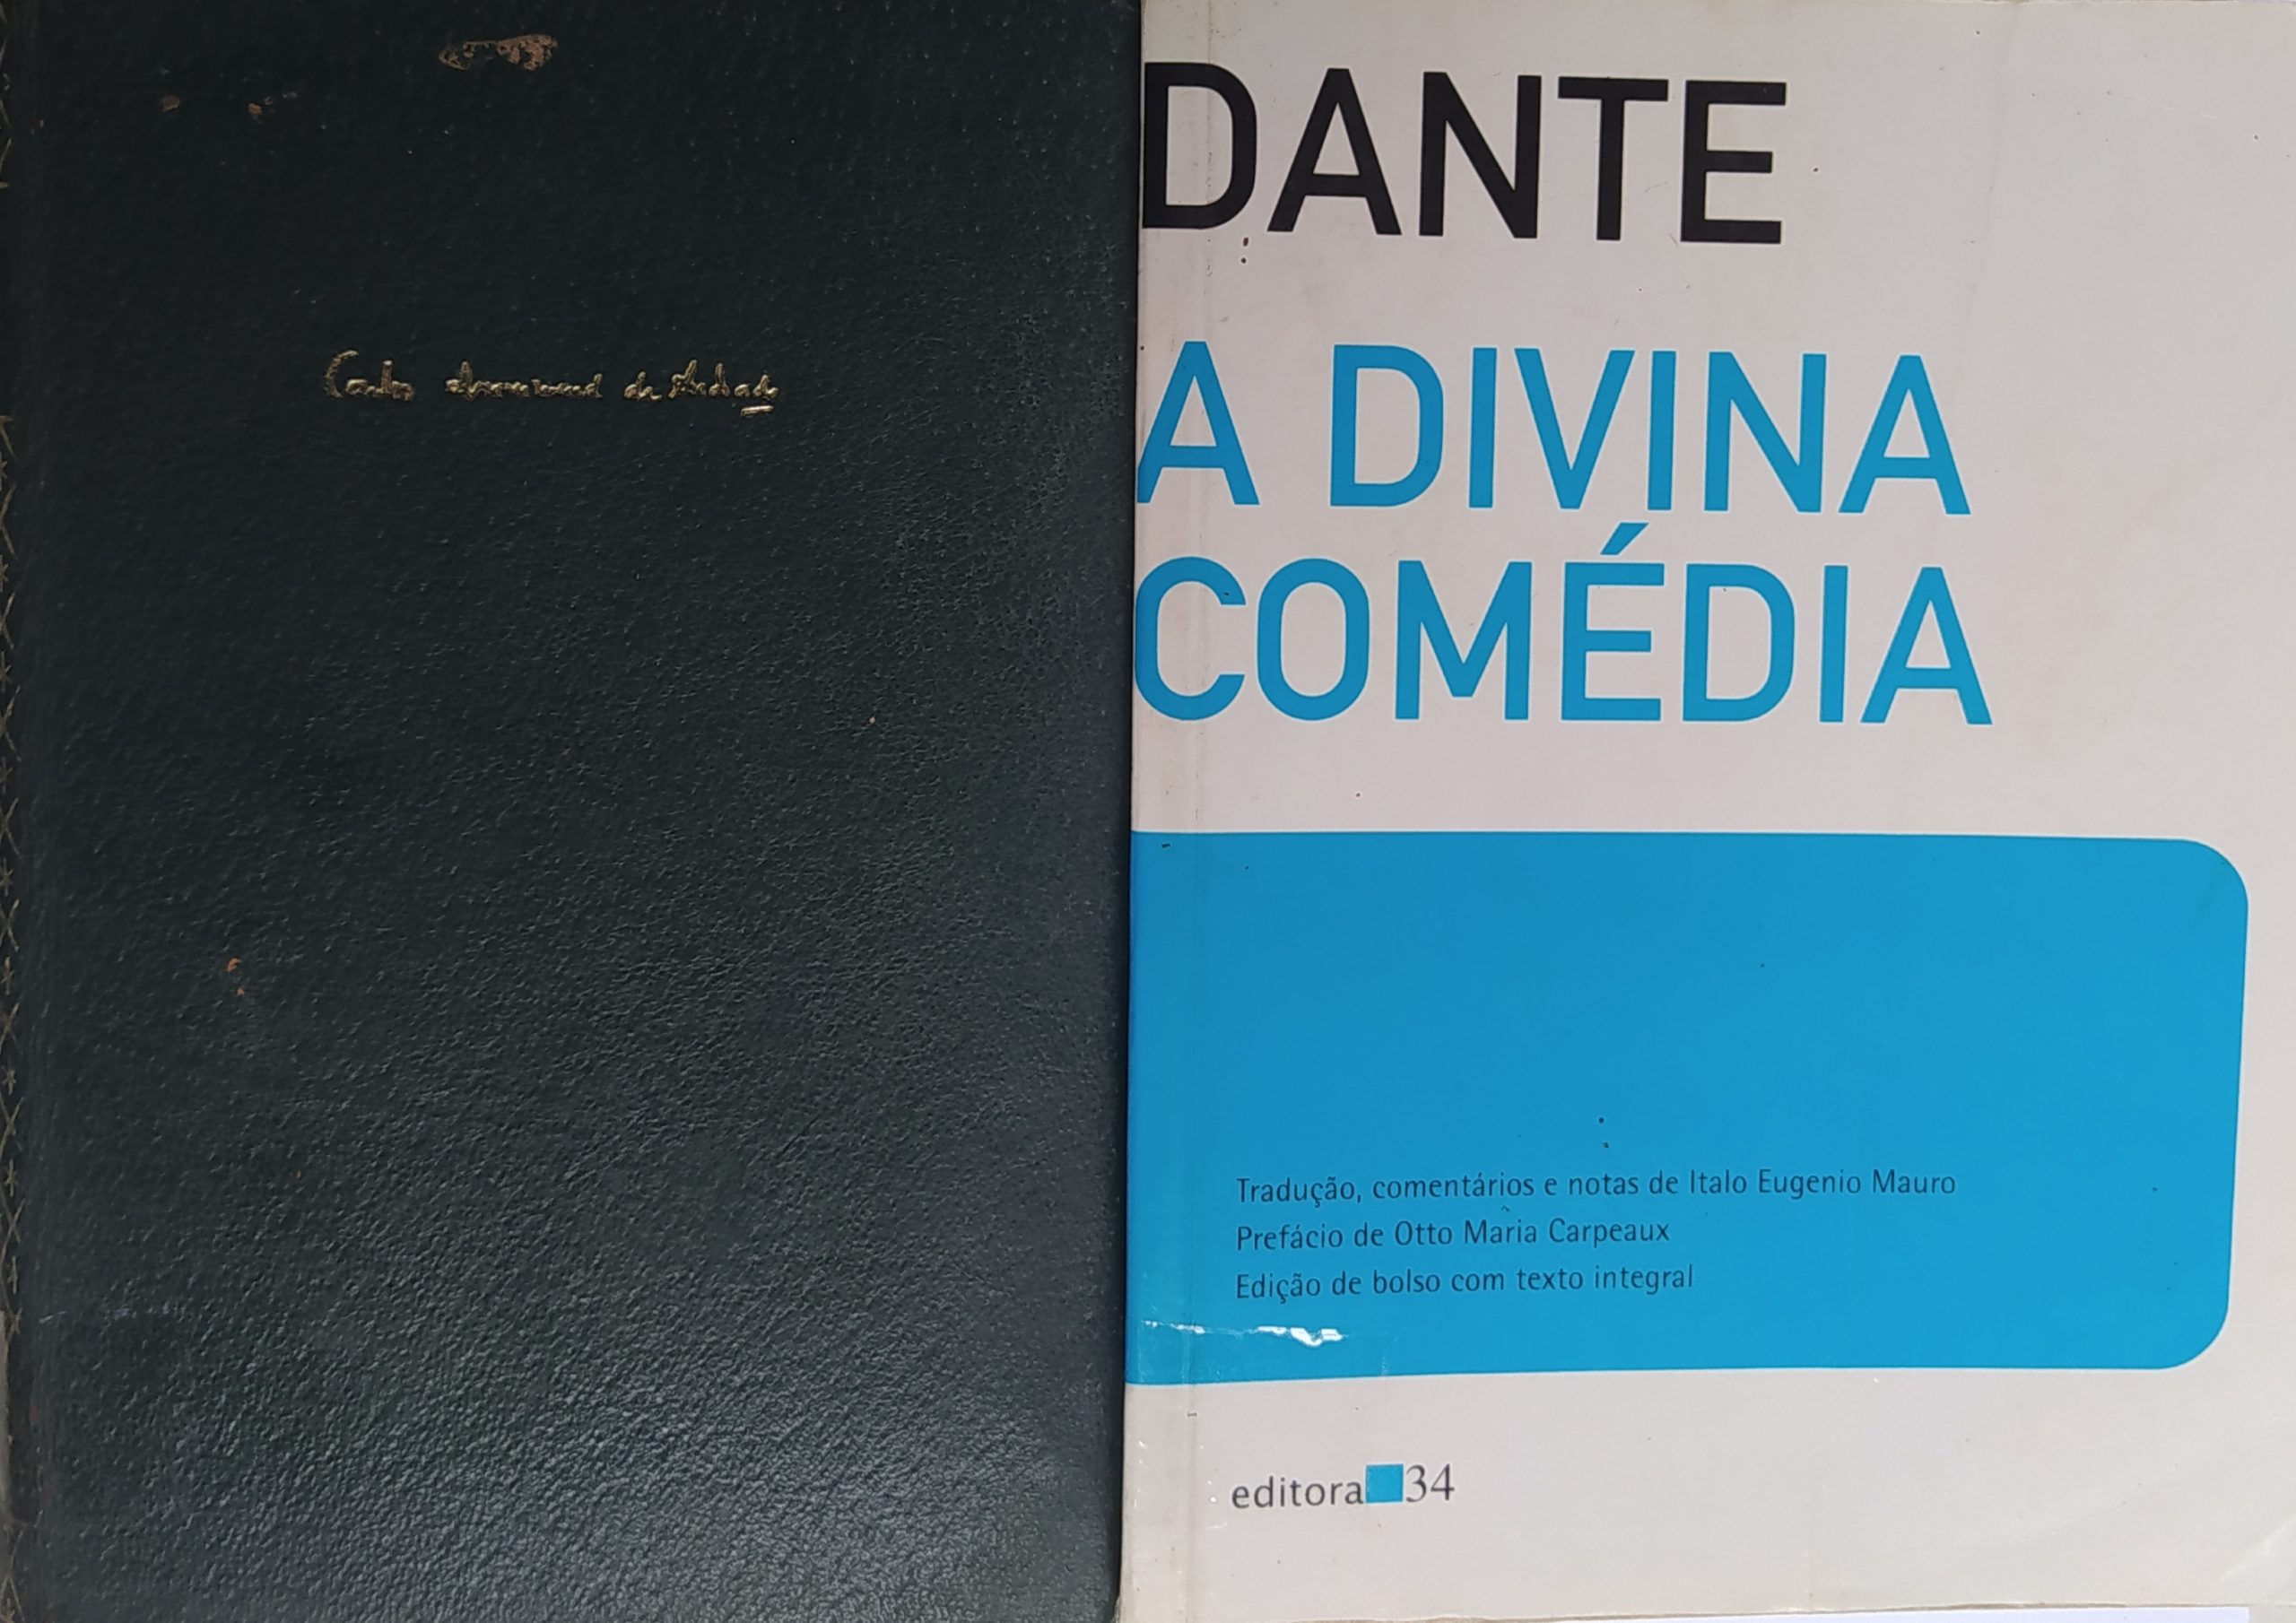 Carlos Drummond de Andrade
DANTE
A DIVINA
COMÉDIA
Tradução, comentários e notas de Italo Eugenio Mauro
Prefácio de Otto Maria Carpeaux
Edição de bolso com texto integral
editora 34